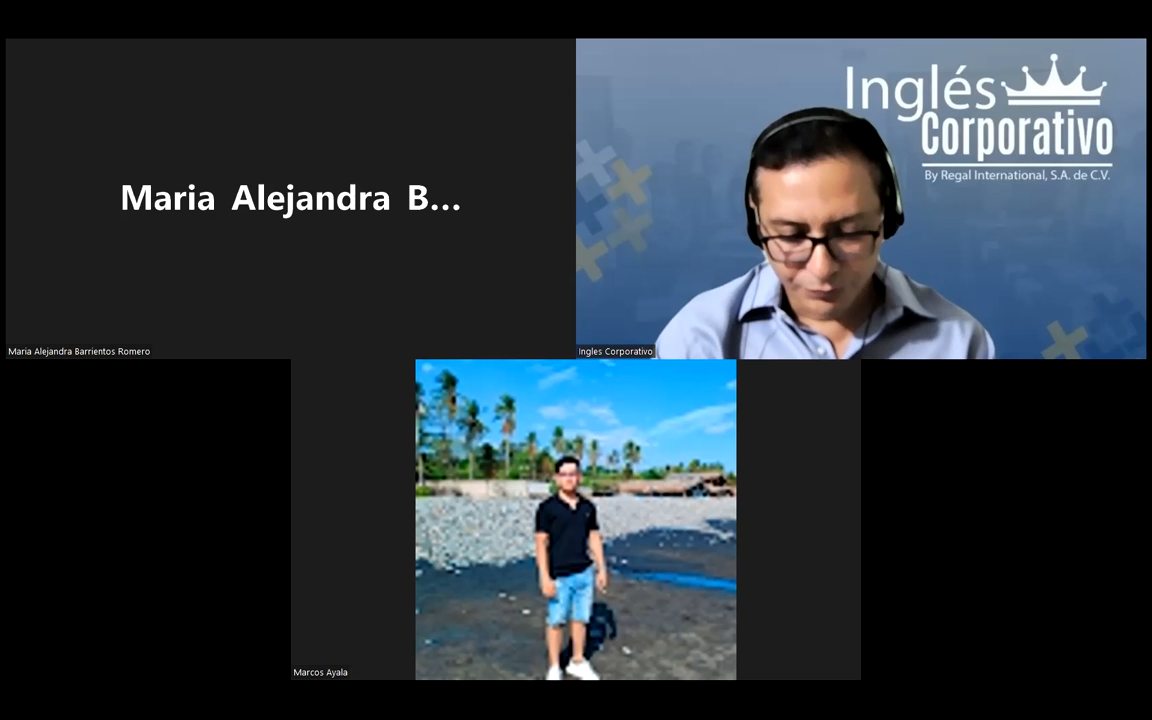 Maria Alejandra B...
Maria Alejandra Barrientos Romero
Inglés
Corporativo
By Regal International, S.A. de C.V.
Ingles Corporativo
Marcos Ayala